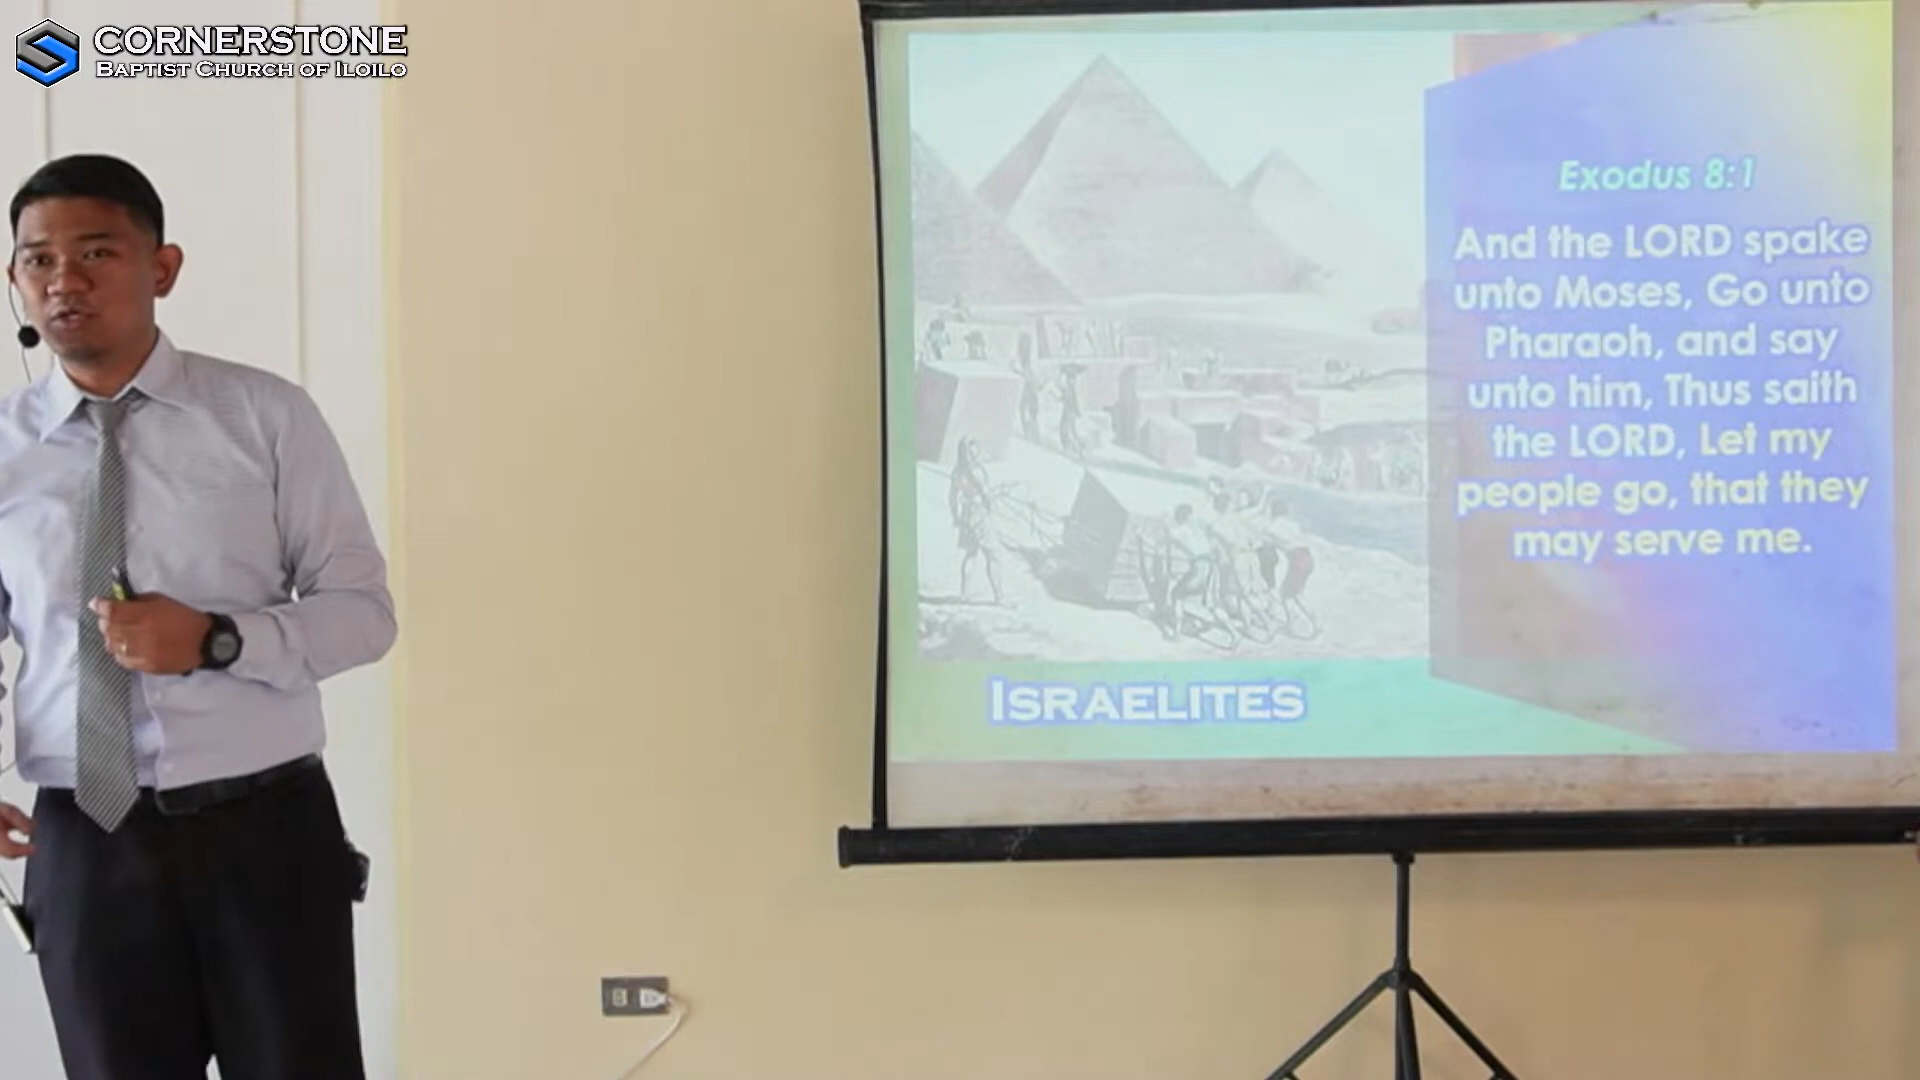 CORNERSTONE
BAPTIST CHURCH OF ILOILO
Exodus 8:1
And the LORD spake
unto Moses, Go unto
Pharaoh, and say
unto him, Thus saith
the LORD, Let my
people go, that they
may serve me.
ISRAELITES